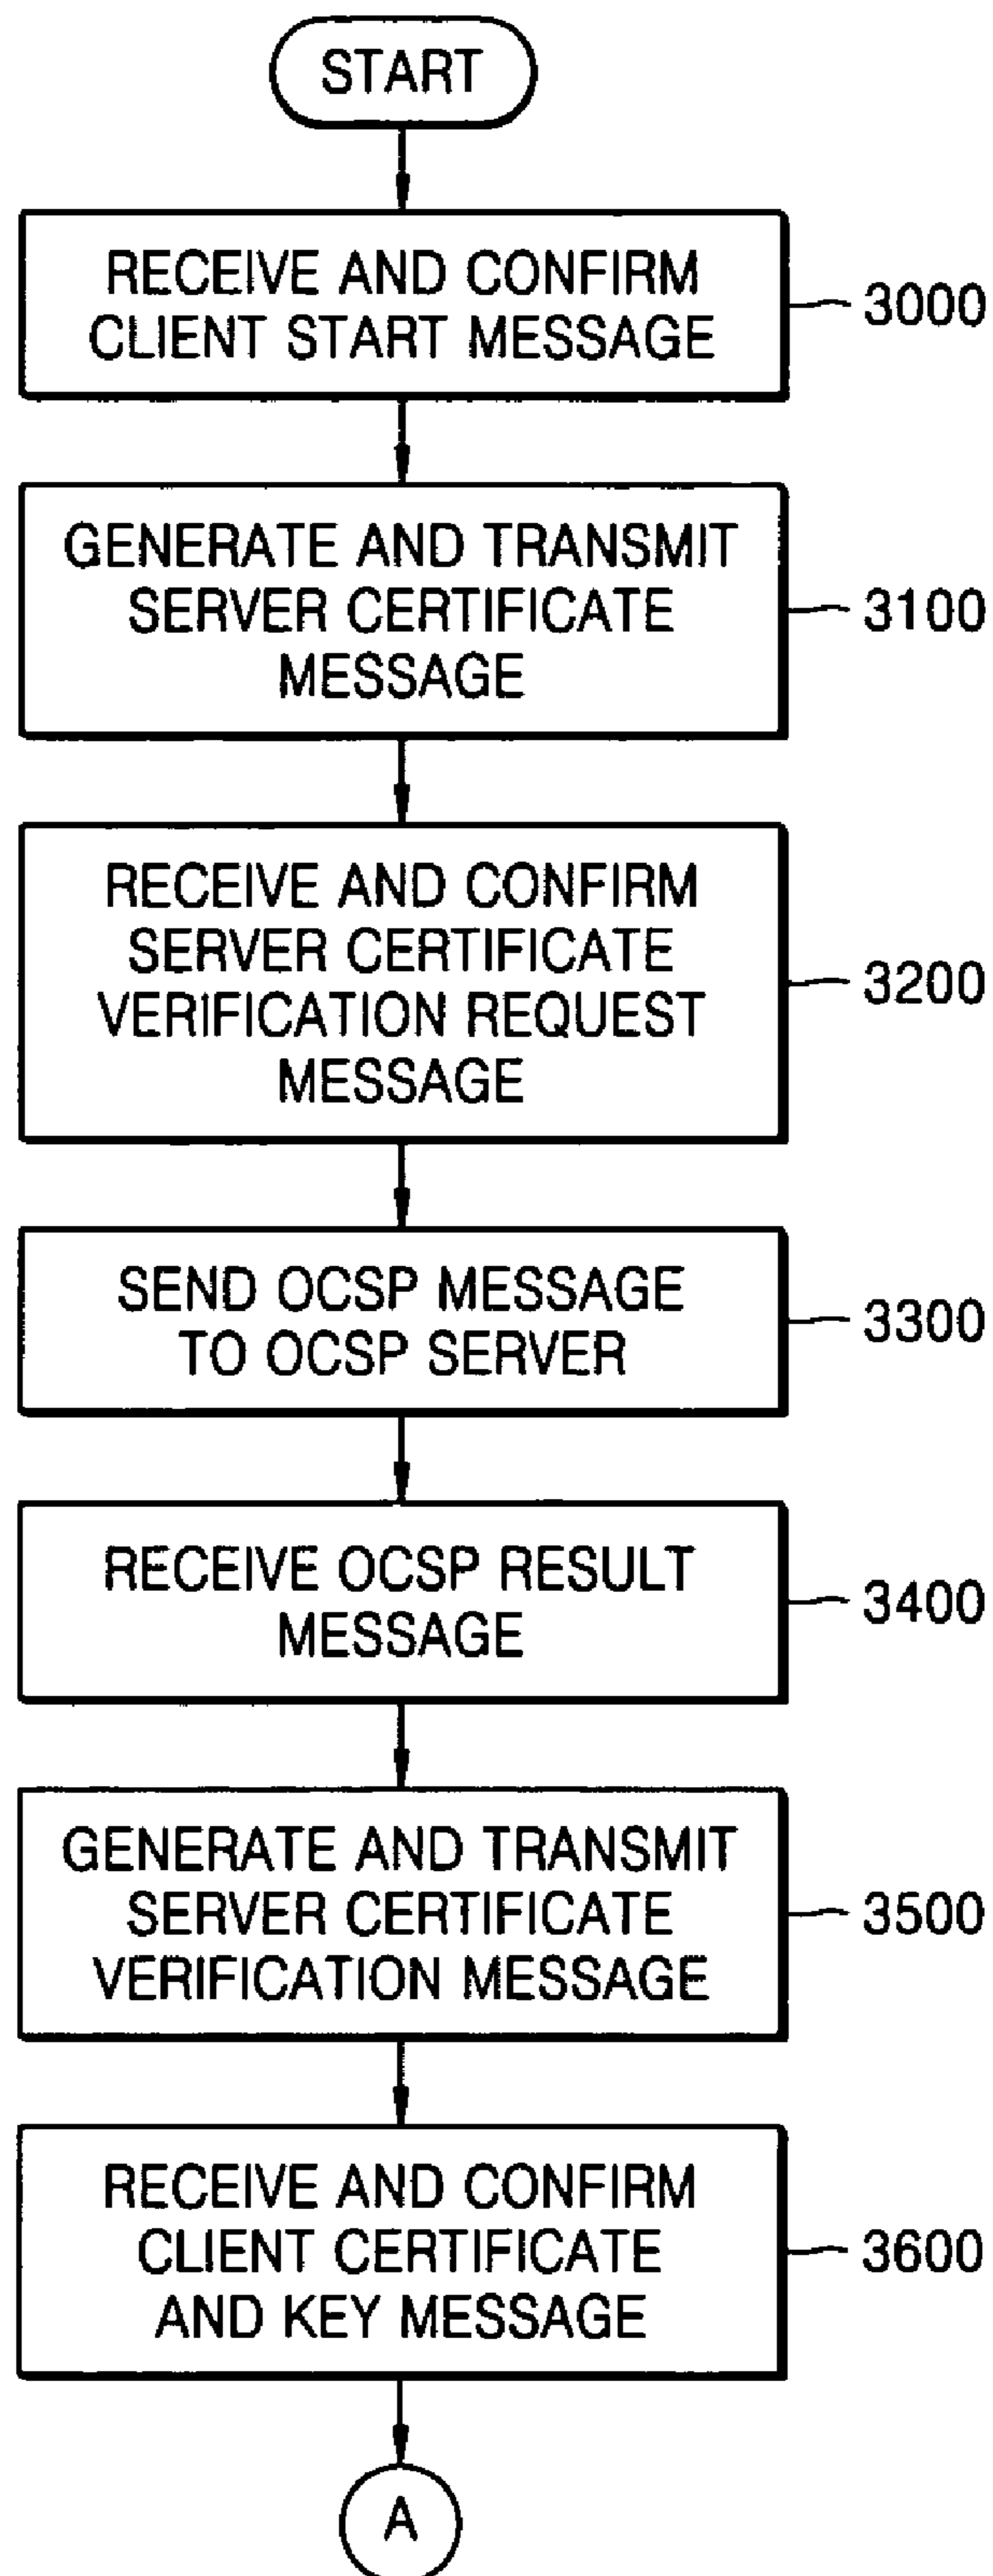 START
RECEIVE AND CONFIRM
CLIENT START MESSAGE
3000
GENERATE AND TRANSMIT
SERVER CERTIFICATE
MESSAGE
3100
RECEIVE AND CONFIRM
SERVER CERTIFICATE
VERIFICATION REQUEST
MESSAGE
3200
SEND OCSP MESSAGE
TO OCSP SERVER
3300
RECEIVE OCSP RESULT
MESSAGE
3400
GENERATE AND TRANSMIT
SERVER CERTIFICATE
VERIFICATION MESSAGE
3500
RECEIVE AND CONFIRM
CLIENT CERTIFICATE
AND KEY MESSAGE
3600
A